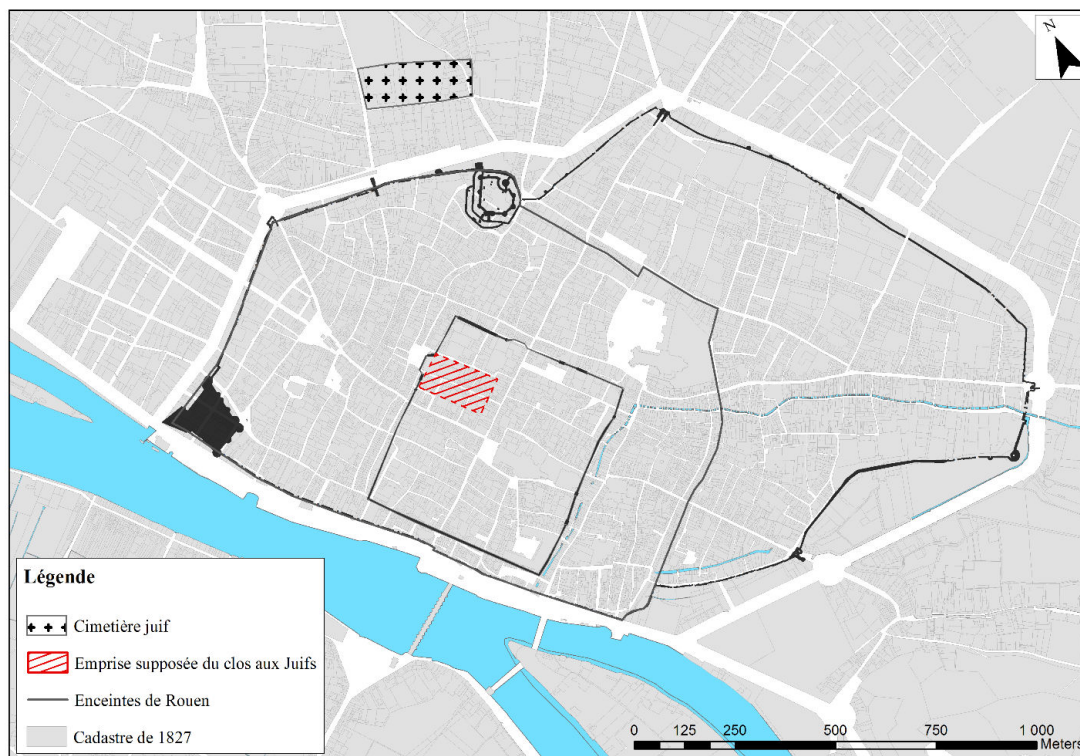 N
Légende
Cimetière juif
Emprise supposée du clos aux Juifs
Enceintes de Rouen
Cadastre de 1827
0 125 250 500 750 1 000
Meters